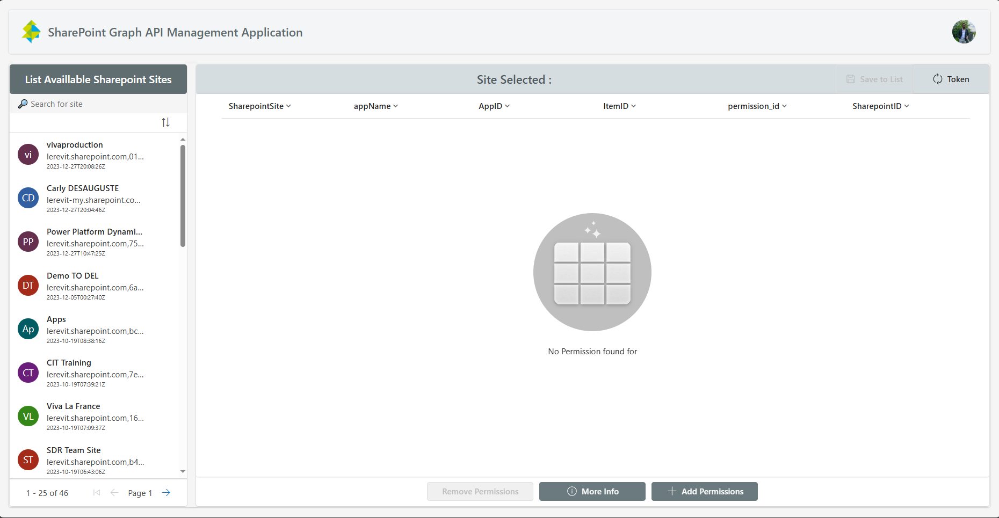 SharePoint Graph API Management Application
List Availlable Sharepoint Sites
Search for site
vi
vivaproduction
lerevit.sharepoint.com,01...
2023-12-27T20:08:26Z
CD
Carly DESAUGUSTE
lerevit-my.sharepoint.co...
2023-12-27T20:04:46Z
PP
Power Platform Dynami...
lerevit.sharepoint.com,75...
2023-12-27T10:47:25Z
DT
Demo TO DEL
lerevit.sharepoint.com,6a...
2023-12-05T00:27:40Z
Ap
Apps
lerevit.sharepoint.com,bc...
2023-10-19T08:38:16Z
CT
CIT Training
lerevit.sharepoint.com,7e...
2023-10-19T07:39:21Z
VL
Viva La France
lerevit.sharepoint.com,16...
2023-10-19T07:09:37Z
ST
SDR Team Site
lerevit.sharepoint.com,b4...
2023-10-19T06:43:06Z
1 - 25 of 46 Page 1
Site Selected :
Save to List
Token
SharepointSite appName AppID ItemID permission_id SharepointID
No Permission found for
Remove Permissions
More Info
Add Permissions